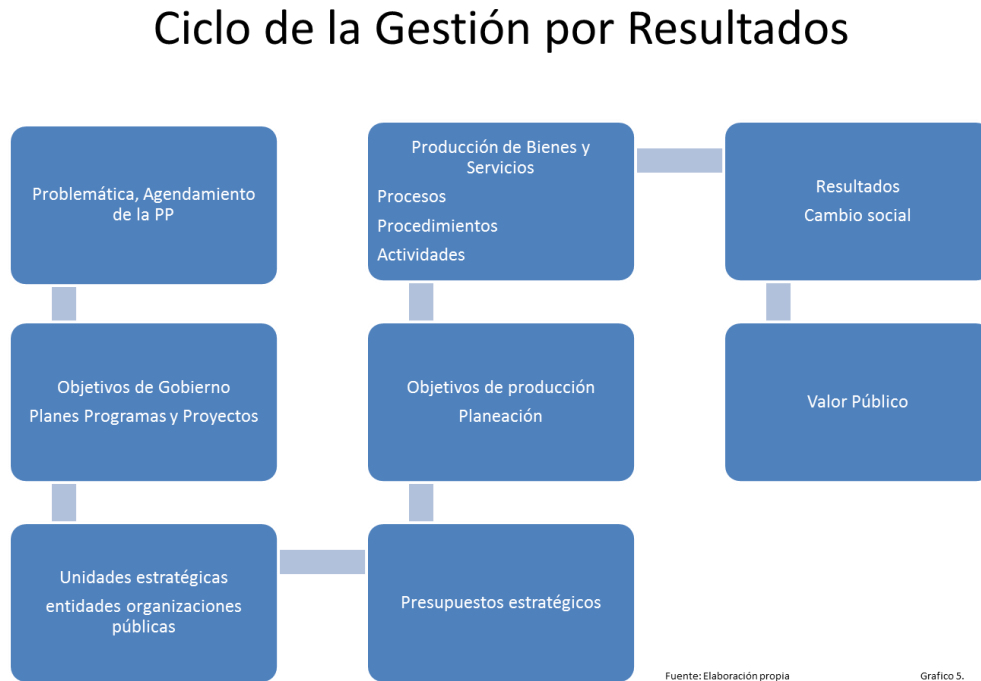 Ciclo de la Gestión por Resultados
Problemática, Agendamiento
de la PP
Objetivos de Gobierno
Planes Programas y Proyectos
Unidades estratégicas
entidades organizaciones
públicas
Presupuestos estratégicos
Objetivos de producción
Planeación
Producción de Bienes y
Servicios
Procesos
Procedimientos
Actividades
Resultados
Cambio social
Valor Público
Fuente: Elaboración propia
Grafico 5.